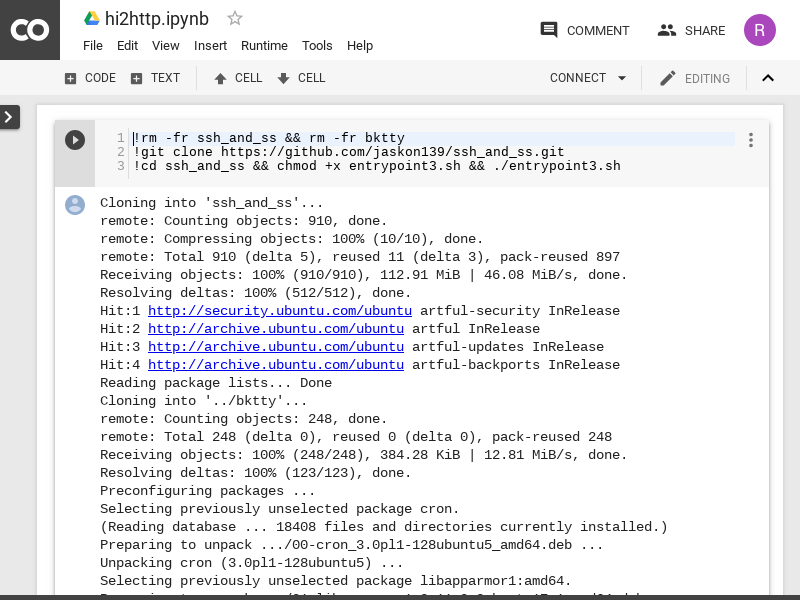 CO
hi2http.ipynb
File Edit View Insert Runtime Tools Help
COMMENT
SHARE
R
CODE
TEXT
CELL
CELL
CONNECT
EDITING
1 !rm -fr ssh_and_ss && rm -fr bktty
2 !git clone https://github.com/jaskon139/ssh_and_ss.git
3 !cd ssh_and_ss && chmod +x entrypoint3.sh && ./entrypoint3.sh
Cloning into 'ssh_and_ss'...
remote: Counting objects: 910, done.
remote: Compressing objects: 100% (10/10), done.
remote: Total 910 (delta 5), reused 11 (delta 3), pack-reused 897
Receiving objects: 100% (910/910), 112.91 MiB | 46.08 MiB/s, done.
Resolving deltas: 100% (512/512), done.
Hit:1 http://security.ubuntu.com/ubuntu artful-security InRelease
Hit:2 http://archive.ubuntu.com/ubuntu artful InRelease
Hit:3 http://archive.ubuntu.com/ubuntu artful-updates InRelease
Hit:4 http://archive.ubuntu.com/ubuntu artful-backports InRelease
Reading package lists... Done
Cloning into '../bktty'...
remote: Counting objects: 248, done.
remote: Total 248 (delta 0), reused 0 (delta 0), pack-reused 248
Receiving objects: 100% (248/248), 384.28 KiB | 12.81 MiB/s, done.
Resolving deltas: 100% (123/123), done.
Preconfiguring packages ...
Selecting previously unselected package cron.
(Reading database ... 18408 files and directories currently installed.)
Preparing to unpack .../00-cron_3.0pl1-128ubuntu5_amd64.deb ...
Unpacking cron (3.0pl1-128ubuntu5) ...
Selecting previously unselected package libapparmor1:amd64.